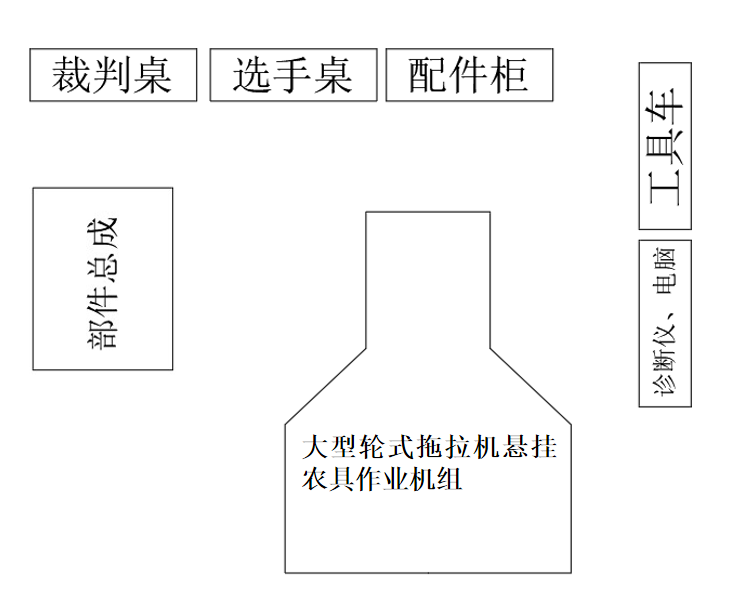 裁判桌
选手桌
配件柜
工具车
部件总成
诊断仪、电脑
大型轮式拖拉机悬挂
农具作业机组